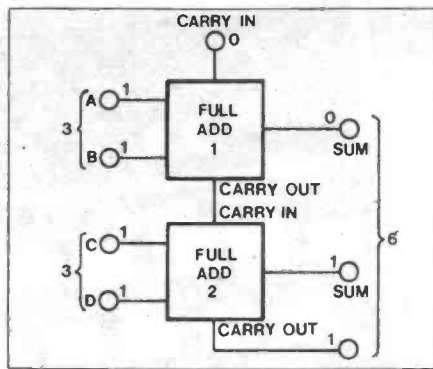 CARRY IN
0
A 1
FULL
ADD
1
0
SUM
3
B 1
CARRY OUT
CARRY IN
6
C 1
FULL
ADD
2
1
SUM
3
D 1
CARRY OUT
1